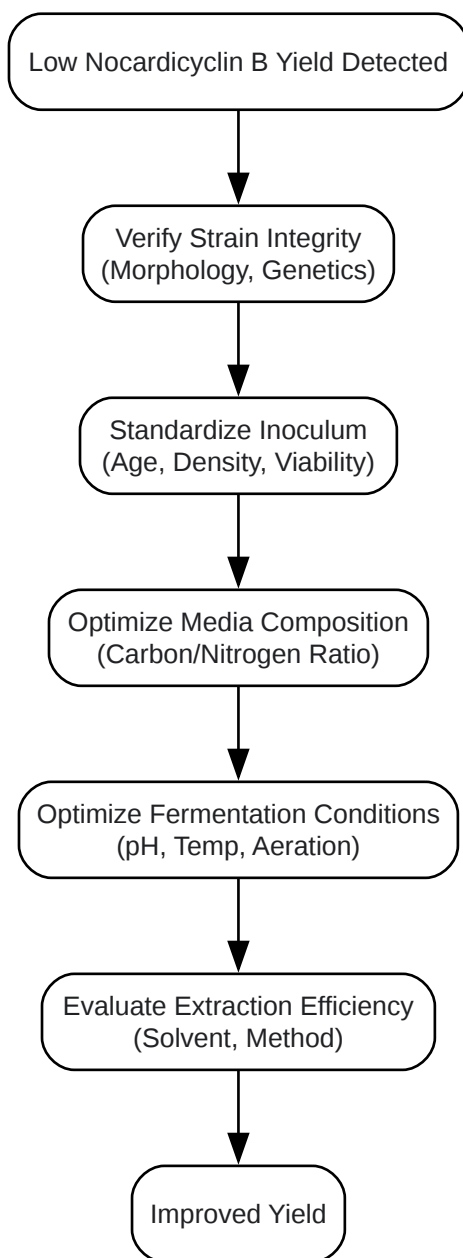 Low Nocardicyclin B Yield Detected
Verify Strain Integrity
(Morphology, Genetics)
Standardize Inoculum
(Age, Density, Viability)
Optimize Media Composition
(Carbon/Nitrogen Ratio)
Optimize Fermentation Conditions
(pH, Temp, Aeration)
Evaluate Extraction Efficiency
(Solvent, Method)
Improved Yield